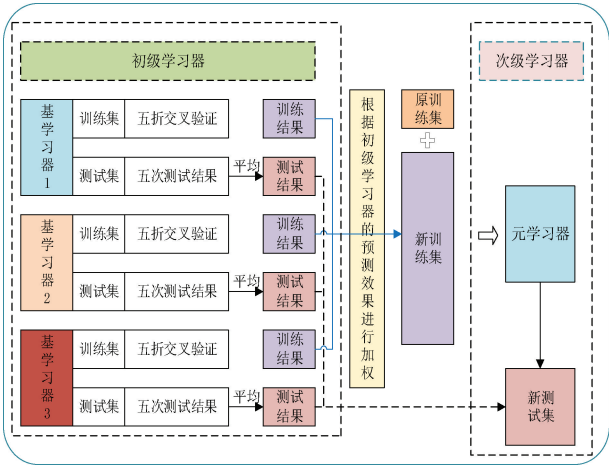 初级学习器
次级学习器
基学习器1
训练集
五折交叉验证
训练
结果
测试集
五次测试结果
平均
测试
结果
基学习器2
训练集
五折交叉验证
训练
结果
测试集
五次测试结果
平均
测试
结果
基学习器3
训练集
五折交叉验证
训练
结果
测试集
五次测试结果
平均
测试
结果
根据初级学习器的预测效果进行加权
原训
练集
新训
练集
元学习器
新测
试集